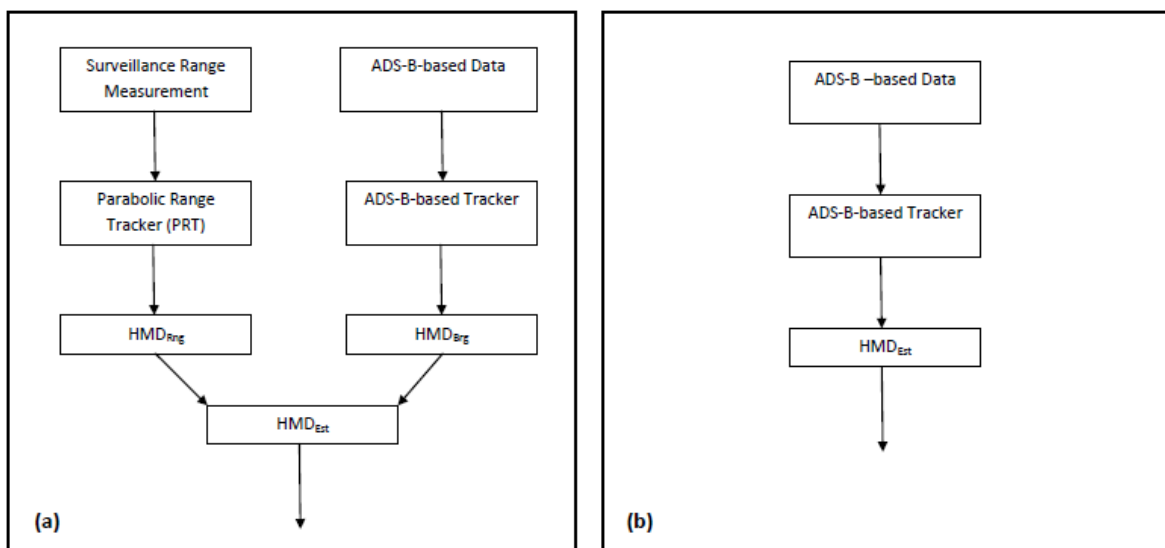 Surveillance Range
Measurement
ADS-B-based Data
Parabolic Range
Tracker (PRT)
ADS-B-based Tracker
HMDRng
HMDBrg
HMDEst
(a)
ADS-B –based Data
ADS-B-based Tracker
HMDEst
(b)